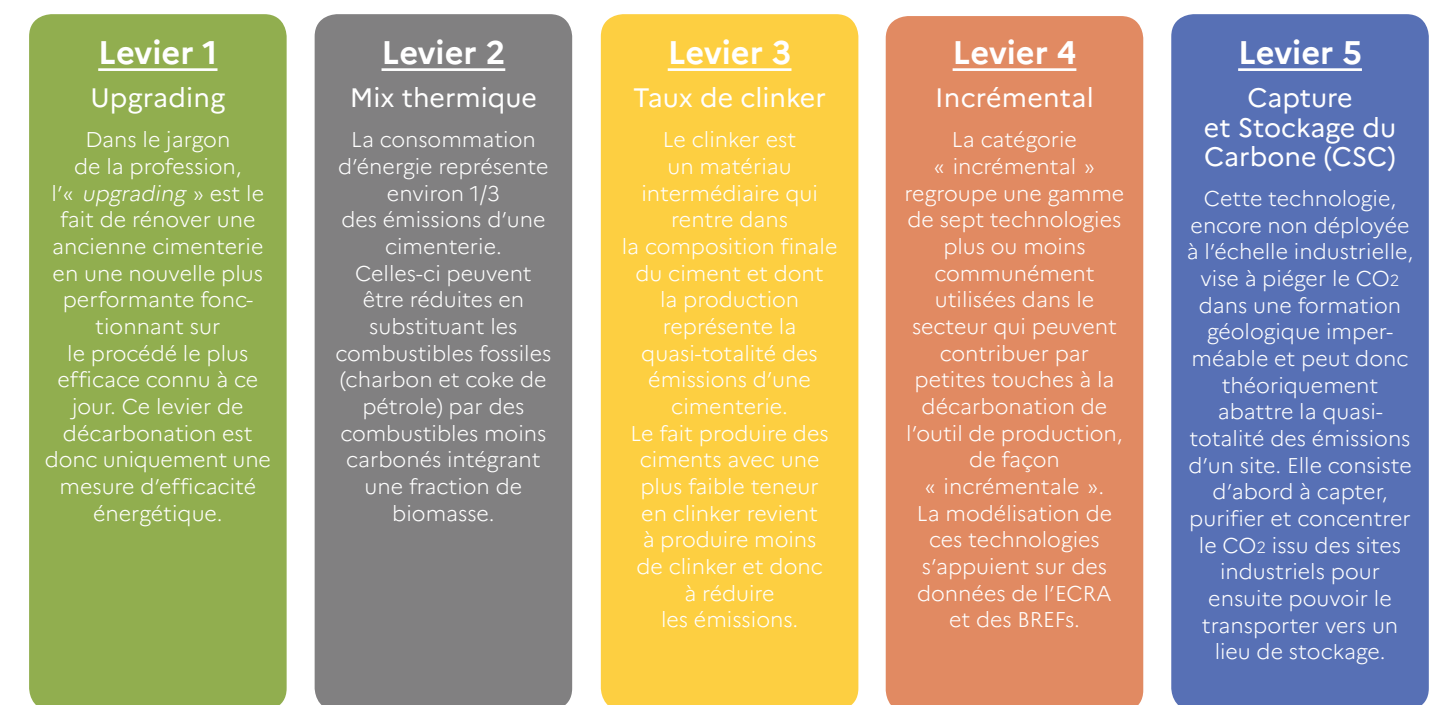 Levier 1
Upgrading
Dans le jargon
de la profession,
l’« upgrading » est le
fait de rénover une
ancienne cimenterie
en une nouvelle plus
performante fonc-
tionnant sur
le procédé le plus
efficace connu à ce
jour. Ce levier de
décarbonation est
donc uniquement une
mesure d’efficacité
énergétique.
Levier 2
Mix thermique
La consommation
d’énergie représente
environ 1/3
des émissions d’une
cimenterie.
Celles-ci peuvent
être réduites en
substituant les
combustibles fossiles
(charbon et coke de
pétrole) par des
combustibles moins
carbonés intégrant
une fraction de
biomasse.
Levier 3
Taux de clinker
Le clinker est
un matériau
intermédiaire qui
rentre dans
la composition finale
du ciment et dont
la production
représente la
quasi-totalité des
émissions d’une
cimenterie.
Le fait produire des
ciments avec une
plus faible teneur
en clinker revient
à produire moins
de clinker et donc
à réduire
les émissions.
Levier 4
Incrémental
La catégorie
« incrémental »
regroupe une gamme
de sept technologies
plus ou moins
communément
utilisées dans le
secteur qui peuvent
contribuer par
petites touches à la
décarbonation de
l’outil de production,
de façon
« incrémentale ».
La modélisation de
ces technologies
s’appuient sur des
données de l’ECRA
et des BREFs.
Levier 5
Capture
et Stockage du
Carbone (CSC)
Cette technologie,
encore non déployée
à l’échelle industrielle,
vise à piéger le CO2
dans une formation
géologique imper-
méable et peut donc
théoriquement
abattre la quasi-
totalité des émissions
d’un site. Elle consiste
d’abord à capter,
purifier et concentrer
le CO2 issu des sites
industriels pour
ensuite pouvoir le
transporter vers un
lieu de stockage.